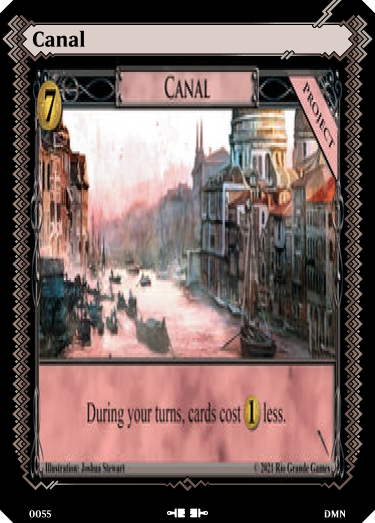 Canal
CANAL
7
PROJECT
During your turns, cards cost 1 less.
Illustration: Joshua Stewart © 2021 Rio Grande Games
0055 DMN